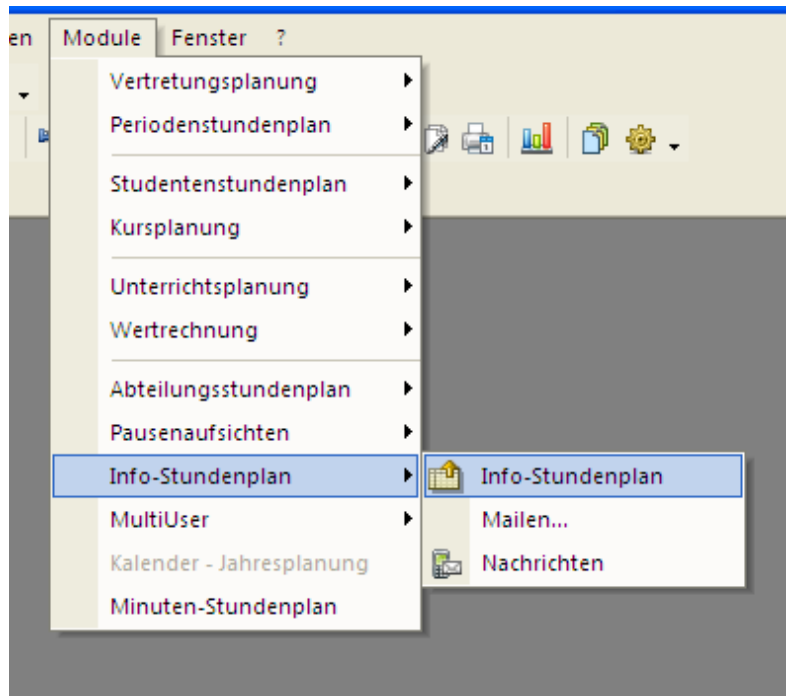 en Module Fenster ?
Vertretungsplanung
Periodenstundenplan
Studentenstundenplan
Kursplanung
Unterrichtsplanung
Wertrechnung
Abteilungsstundenplan
Pausenaufsichten
Info-Stundenplan Info-Stundenplan
MultiUser Mailen...
Kalender - Jahresplanung Nachrichten
Minuten-Stundenplan